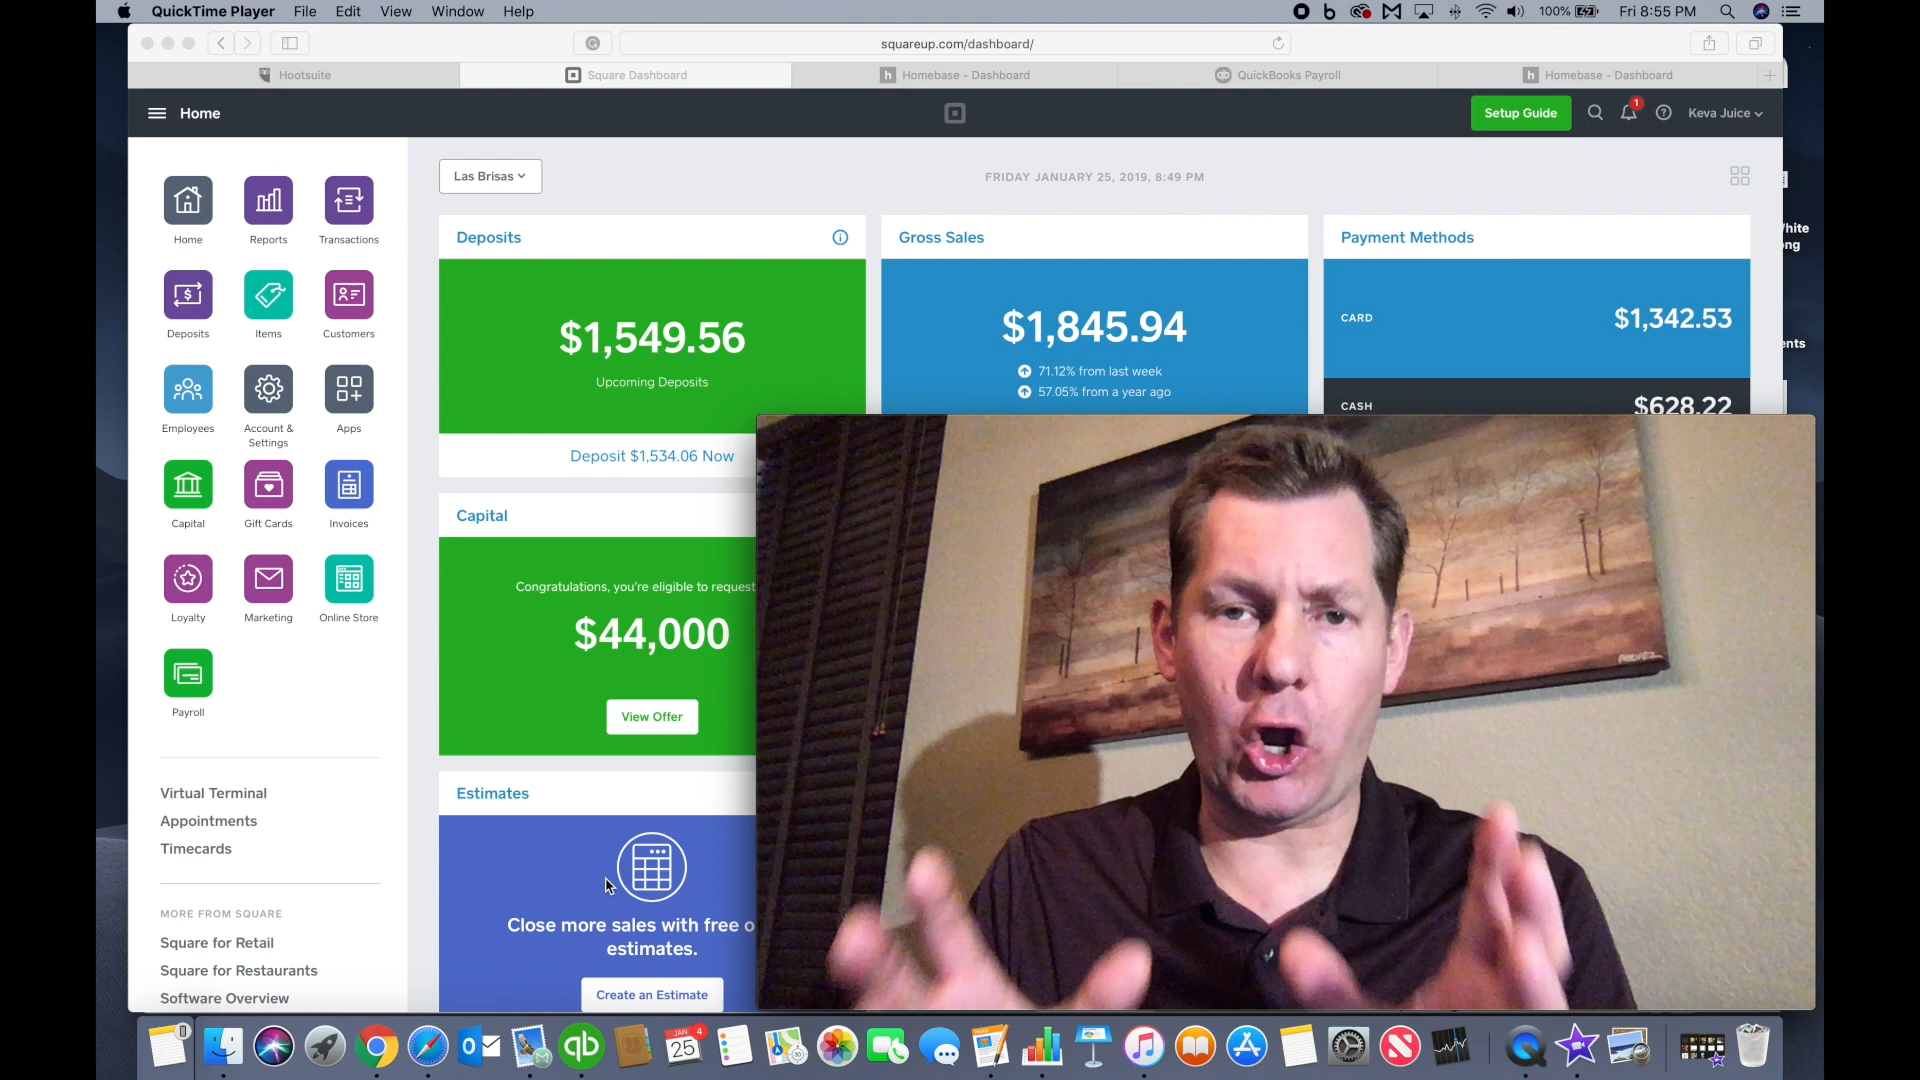 QuickTime Player File Edit View Window Help 100% Fri 8:55 PM
squareup.com/dashboard/
Hootsuite Square Dashboard Homebase - Dashboard QuickBooks Payroll Homebase - Dashboard
Home Setup Guide 1 Keva Juice
Las Brisas FRIDAY JANUARY 25, 2019, 8:49 PM
Home Reports Transactions
Deposits Items Customers
Employees Account & Settings Apps
Capital Gift Cards Invoices
Loyalty Marketing Online Store
Payroll
Virtual Terminal
Appointments
Timecards
MORE FROM SQUARE
Square for Retail
Square for Restaurants
Software Overview
Deposits
$1,549.56
Upcoming Deposits
Deposit $1,534.06 Now
Gross Sales
$1,845.94
71.12% from last week
57.05% from a year ago
Payment Methods
CARD $1,342.53
CASH $628.22
Capital
Congratulations, you're eligible to request
$44,000
View Offer
Estimates
Close more sales with free
estimates.
Create an Estimate
JAN 4
25